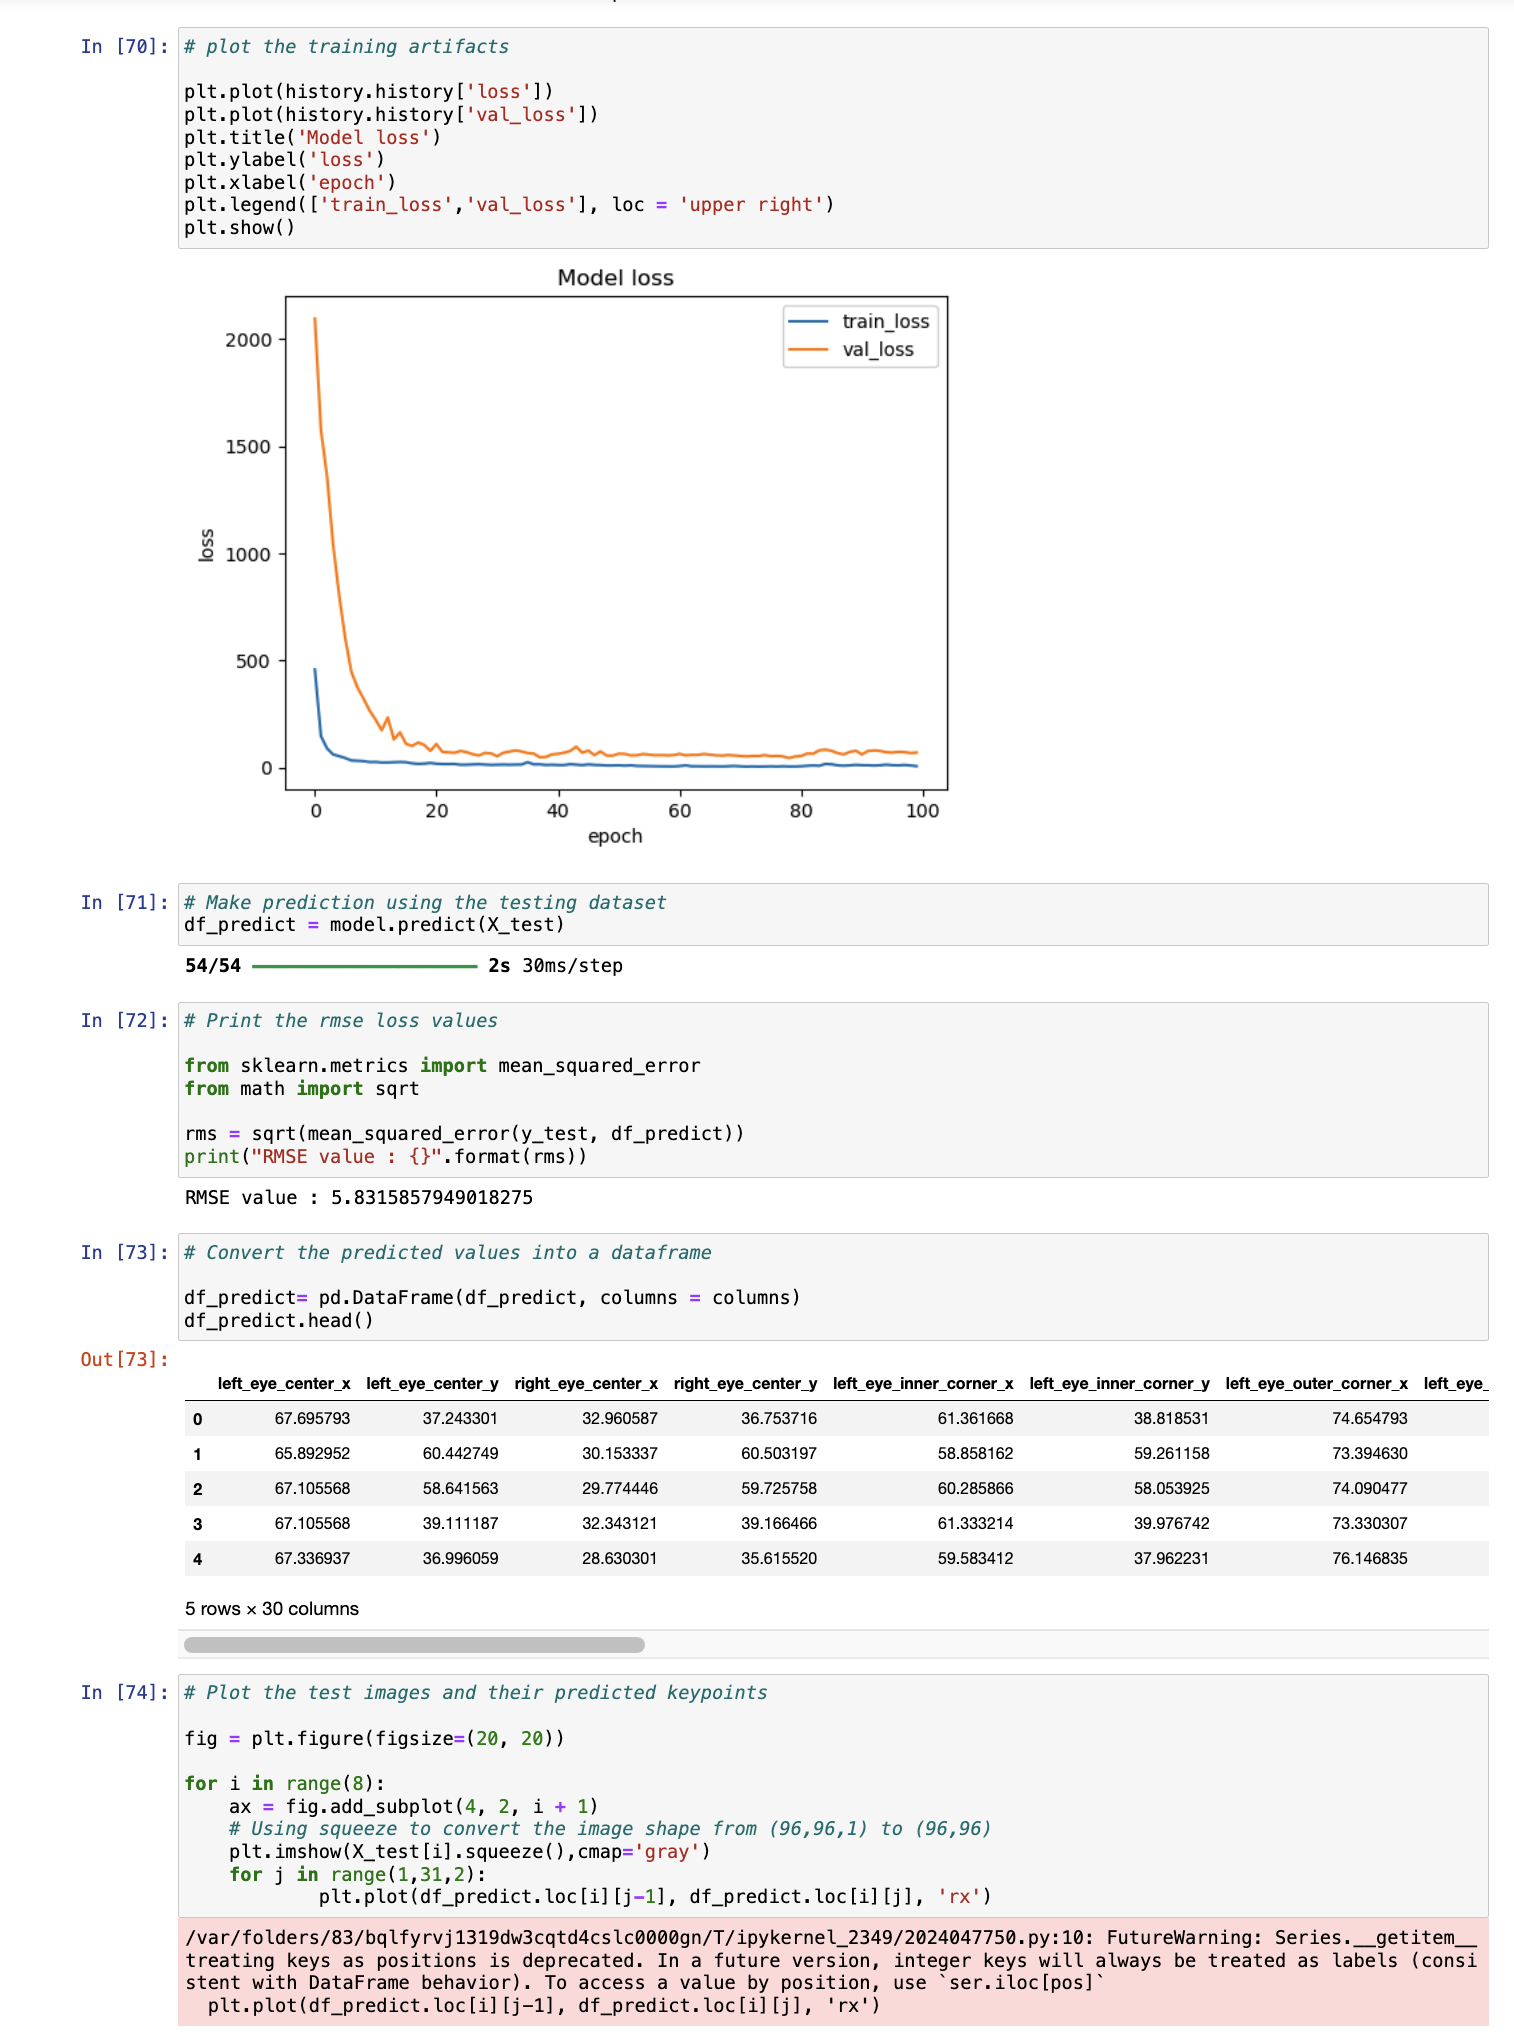 In [70]: # plot the training artifacts
plt.plot(history.history['loss'])
plt.plot(history.history['val_loss'])
plt.title('Model loss')
plt.ylabel('loss')
plt.xlabel('epoch')
plt.legend(['train_loss','val_loss'], loc = 'upper right')
plt.show()
Model loss
train_loss
val_loss
2000
1500
1000
500
0
loss
0 20 40 60 80 100
epoch
In [71]: # Make prediction using the testing dataset
df_predict = model.predict(X_test)
54/54 2s 30ms/step
In [72]: # Print the rmse loss values
from sklearn.metrics import mean_squared_error
from math import sqrt
rms = sqrt(mean_squared_error(y_test, df_predict))
print("RMSE value : {}".format(rms))
RMSE value : 5.8315857949018275
In [73]: # Convert the predicted values into a dataframe
df_predict= pd.DataFrame(df_predict, columns = columns)
df_predict.head()
Out[73]:
left_eye_center_x left_eye_center_y right_eye_center_x right_eye_center_y left_eye_inner_corner_x left_eye_inner_corner_y left_eye_outer_corner_x left_eye_
0 67.695793 37.243301 32.960587 36.753716 61.361668 38.818531 74.654793
1 65.892952 60.442749 30.153337 60.503197 58.858162 59.261158 73.394630
2 67.105568 58.641563 29.774446 59.725758 60.285866 58.053925 74.090477
3 67.105568 39.111187 32.343121 39.166466 61.333214 39.976742 73.330307
4 67.336937 36.996059 28.630301 35.615520 59.583412 37.962231 76.146835
5 rows × 30 columns
In [74]: # Plot the test images and their predicted keypoints
fig = plt.figure(figsize=(20, 20))
for i in range(8):
    ax = fig.add_subplot(4, 2, i + 1)
    # Using squeeze to convert the image shape from (96,96,1) to (96,96)
    plt.imshow(X_test[i].squeeze(),cmap='gray')
    for j in range(1,31,2):
            plt.plot(df_predict.loc[i][j-1], df_predict.loc[i][j], 'rx')
/var/folders/83/bqlfyrvj1319dw3cqtd4cslc0000gn/T/ipykernel_2349/2024047750.py:10: FutureWarning: Series.__getitem__
treating keys as positions is deprecated. In a future version, integer keys will always be treated as labels (consi
stent with DataFrame behavior). To access a value by position, use `ser.iloc[pos]`
  plt.plot(df_predict.loc[i][j-1], df_predict.loc[i][j], 'rx')